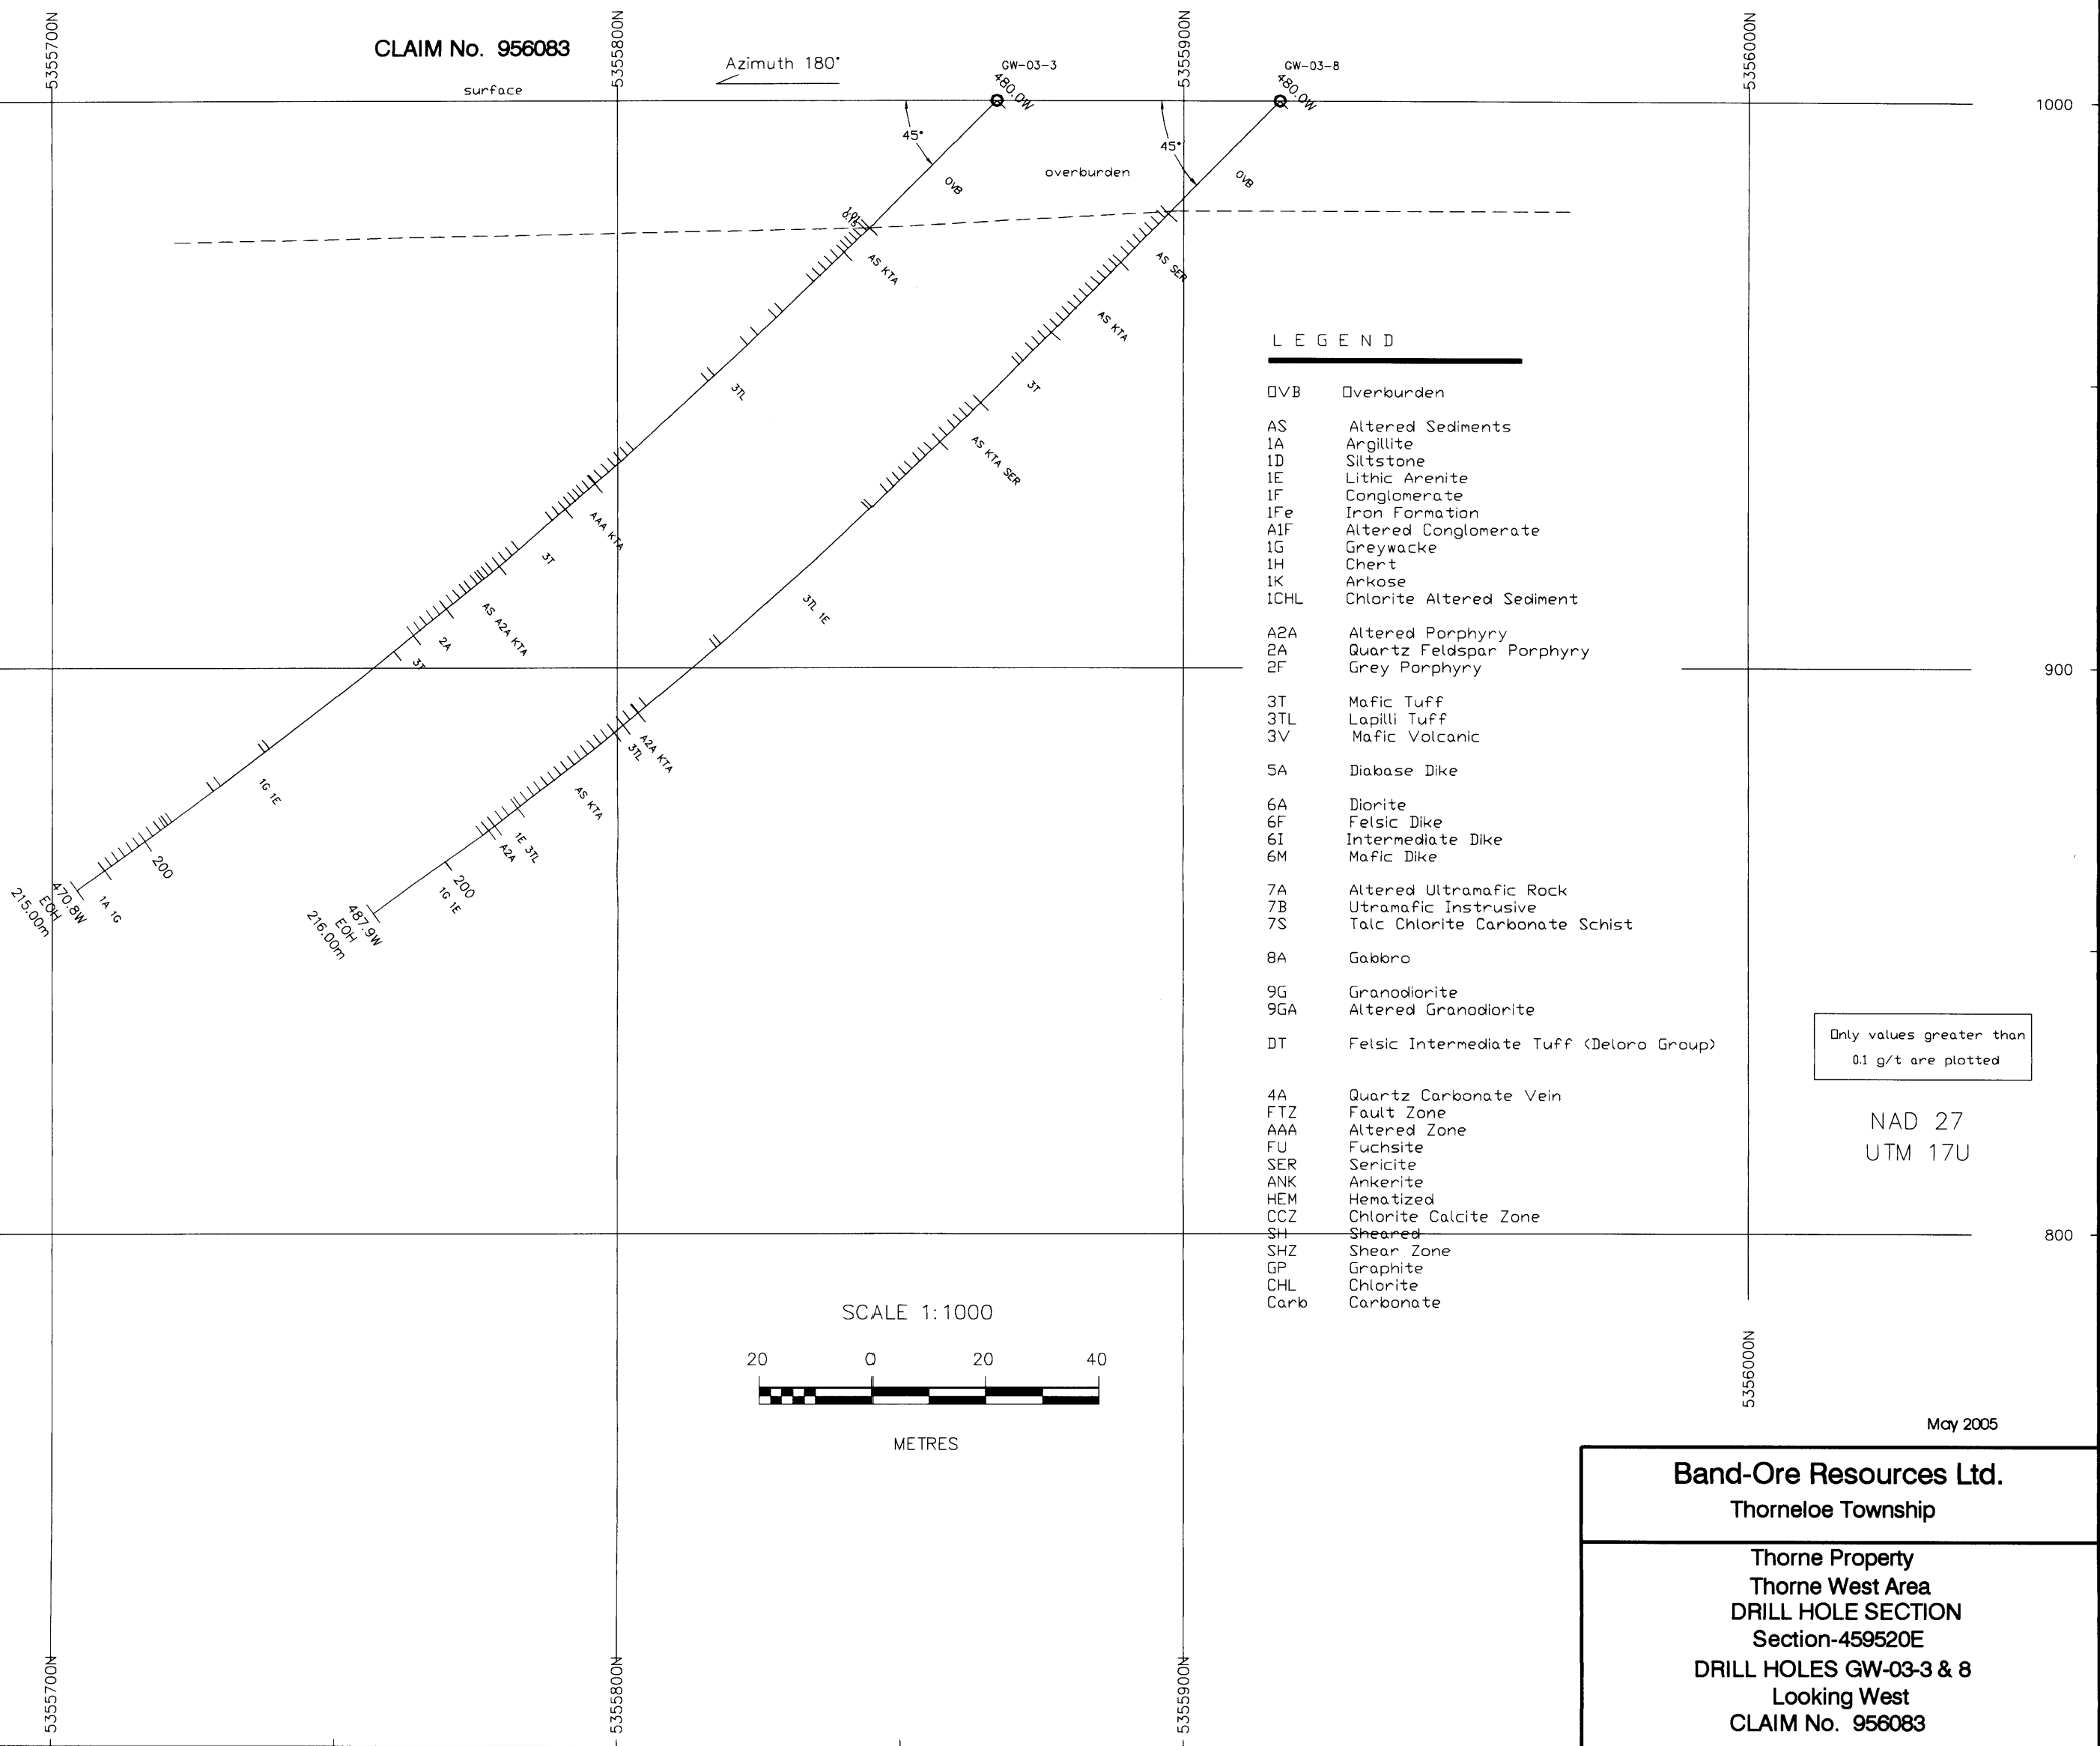 5355700N
CLAIM No. 956083
5355800N
Azimuth 180°
GW-03-3
5355900N
GW-03-8
5356000N
surface
480.0W
480.0W
1000
45°
45°
OVB
overburden
OVB
AS KTA
AS SER
AS KTA
3TL
3T
AS KTA SER
AAA KTA
3T
3TL 1E
AS A2A KTA
2A
3T
900
A2A KTA
3TL
1G 1E
AS KTA
1E 3TL
A2A
200
200
1G 1E
1A 1G
470.8W
EOH
215.00m
487.9W
EOH
216.00m
LEGEND
OVB Overburden
AS Altered Sediments
1A Argillite
1D Siltstone
1E Lithic Arenite
1F Conglomerate
1Fe Iron Formation
A1F Altered Conglomerate
1G Greywacke
1H Chert
1K Arkose
1CHL Chlorite Altered Sediment
A2A Altered Porphyry
2A Quartz Feldspar Porphyry
2F Grey Porphyry
3T Mafic Tuff
3TL Lapilli Tuff
3V Mafic Volcanic
5A Diabase Dike
6A Diorite
6F Felsic Dike
6I Intermediate Dike
6M Mafic Dike
7A Altered Ultramafic Rock
7B Utramafic Instrusive
7S Talc Chlorite Carbonate Schist
8A Gabbro
9G Granodiorite
9GA Altered Granodiorite
DT Felsic Intermediate Tuff (Deloro Group)
4A Quartz Carbonate Vein
FTZ Fault Zone
AAA Altered Zone
FU Fuchsite
SER Sericite
ANK Ankerite
HEM Hematized
CCZ Chlorite Calcite Zone
SH Sheared
SHZ Shear Zone
GP Graphite
CHL Chlorite
Carb Carbonate
Only values greater than
0.1 g/t are plotted
NAD 27
UTM 17U
800
SCALE 1:1000
20 0 20 40
METRES
5356000N
May 2005
Band-Ore Resources Ltd.
Thorneloe Township
Thorne Property
Thorne West Area
DRILL HOLE SECTION
Section-459520E
DRILL HOLES GW-03-3 & 8
Looking West
CLAIM No. 956083
5355700N
5355800N
5355900N